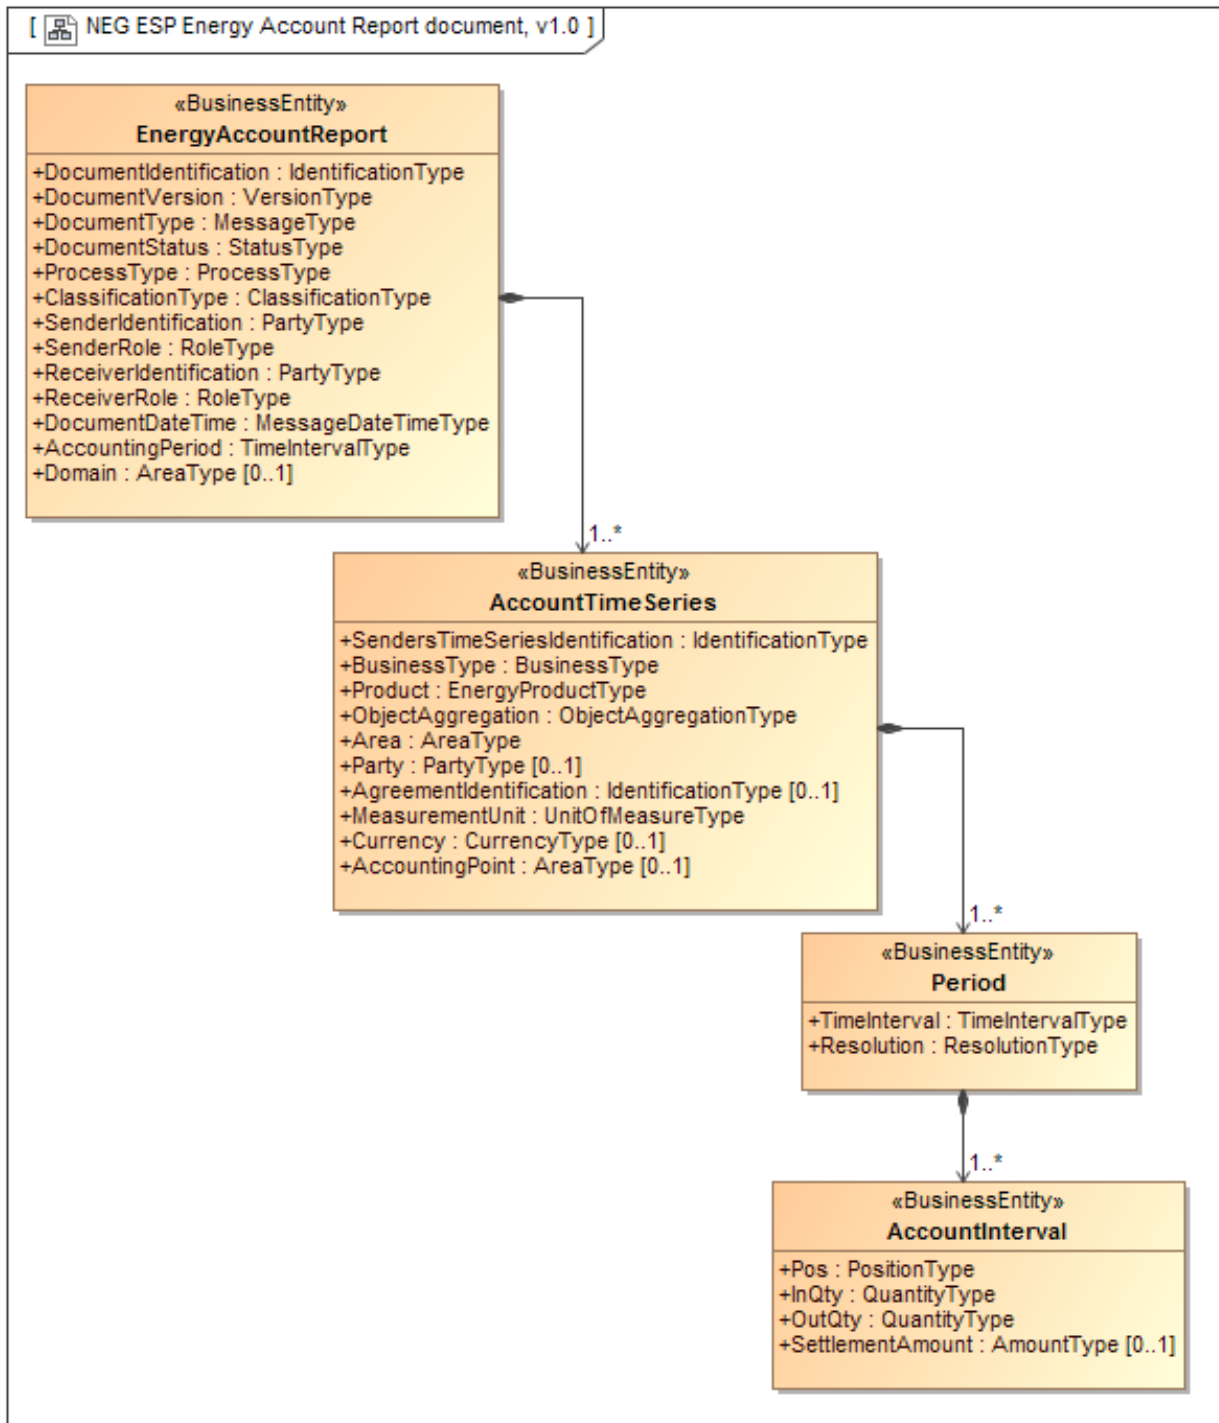 [ NEG ESP Energy Account Report document, v1.0 ]
«BusinessEntity»
EnergyAccountReport
+DocumentIdentification : IdentificationType
+DocumentVersion : VersionType
+DocumentType : MessageType
+DocumentStatus : StatusType
+ProcessType : ProcessType
+ClassificationType : ClassificationType
+SenderIdentification : PartyType
+SenderRole : RoleType
+ReceiverIdentification : PartyType
+ReceiverRole : RoleType
+DocumentDateTime : MessageDateTimeType
+AccountingPeriod : TimeIntervalType
+Domain : AreaType [0..1]
1..*
«BusinessEntity»
AccountTimeSeries
+SendersTimeSeriesIdentification : IdentificationType
+BusinessType : BusinessType
+Product : EnergyProductType
+ObjectAggregation : ObjectAggregationType
+Area : AreaType
+Party : PartyType [0..1]
+AgreementIdentification : IdentificationType [0..1]
+MeasurementUnit : UnitOfMeasureType
+Currency : CurrencyType [0..1]
+AccountingPoint : AreaType [0..1]
1..*
«BusinessEntity»
Period
+TimeInterval : TimeIntervalType
+Resolution : ResolutionType
1..*
«BusinessEntity»
AccountInterval
+Pos : PositionType
+InQty : QuantityType
+OutQty : QuantityType
+SettlementAmount : AmountType [0..1]